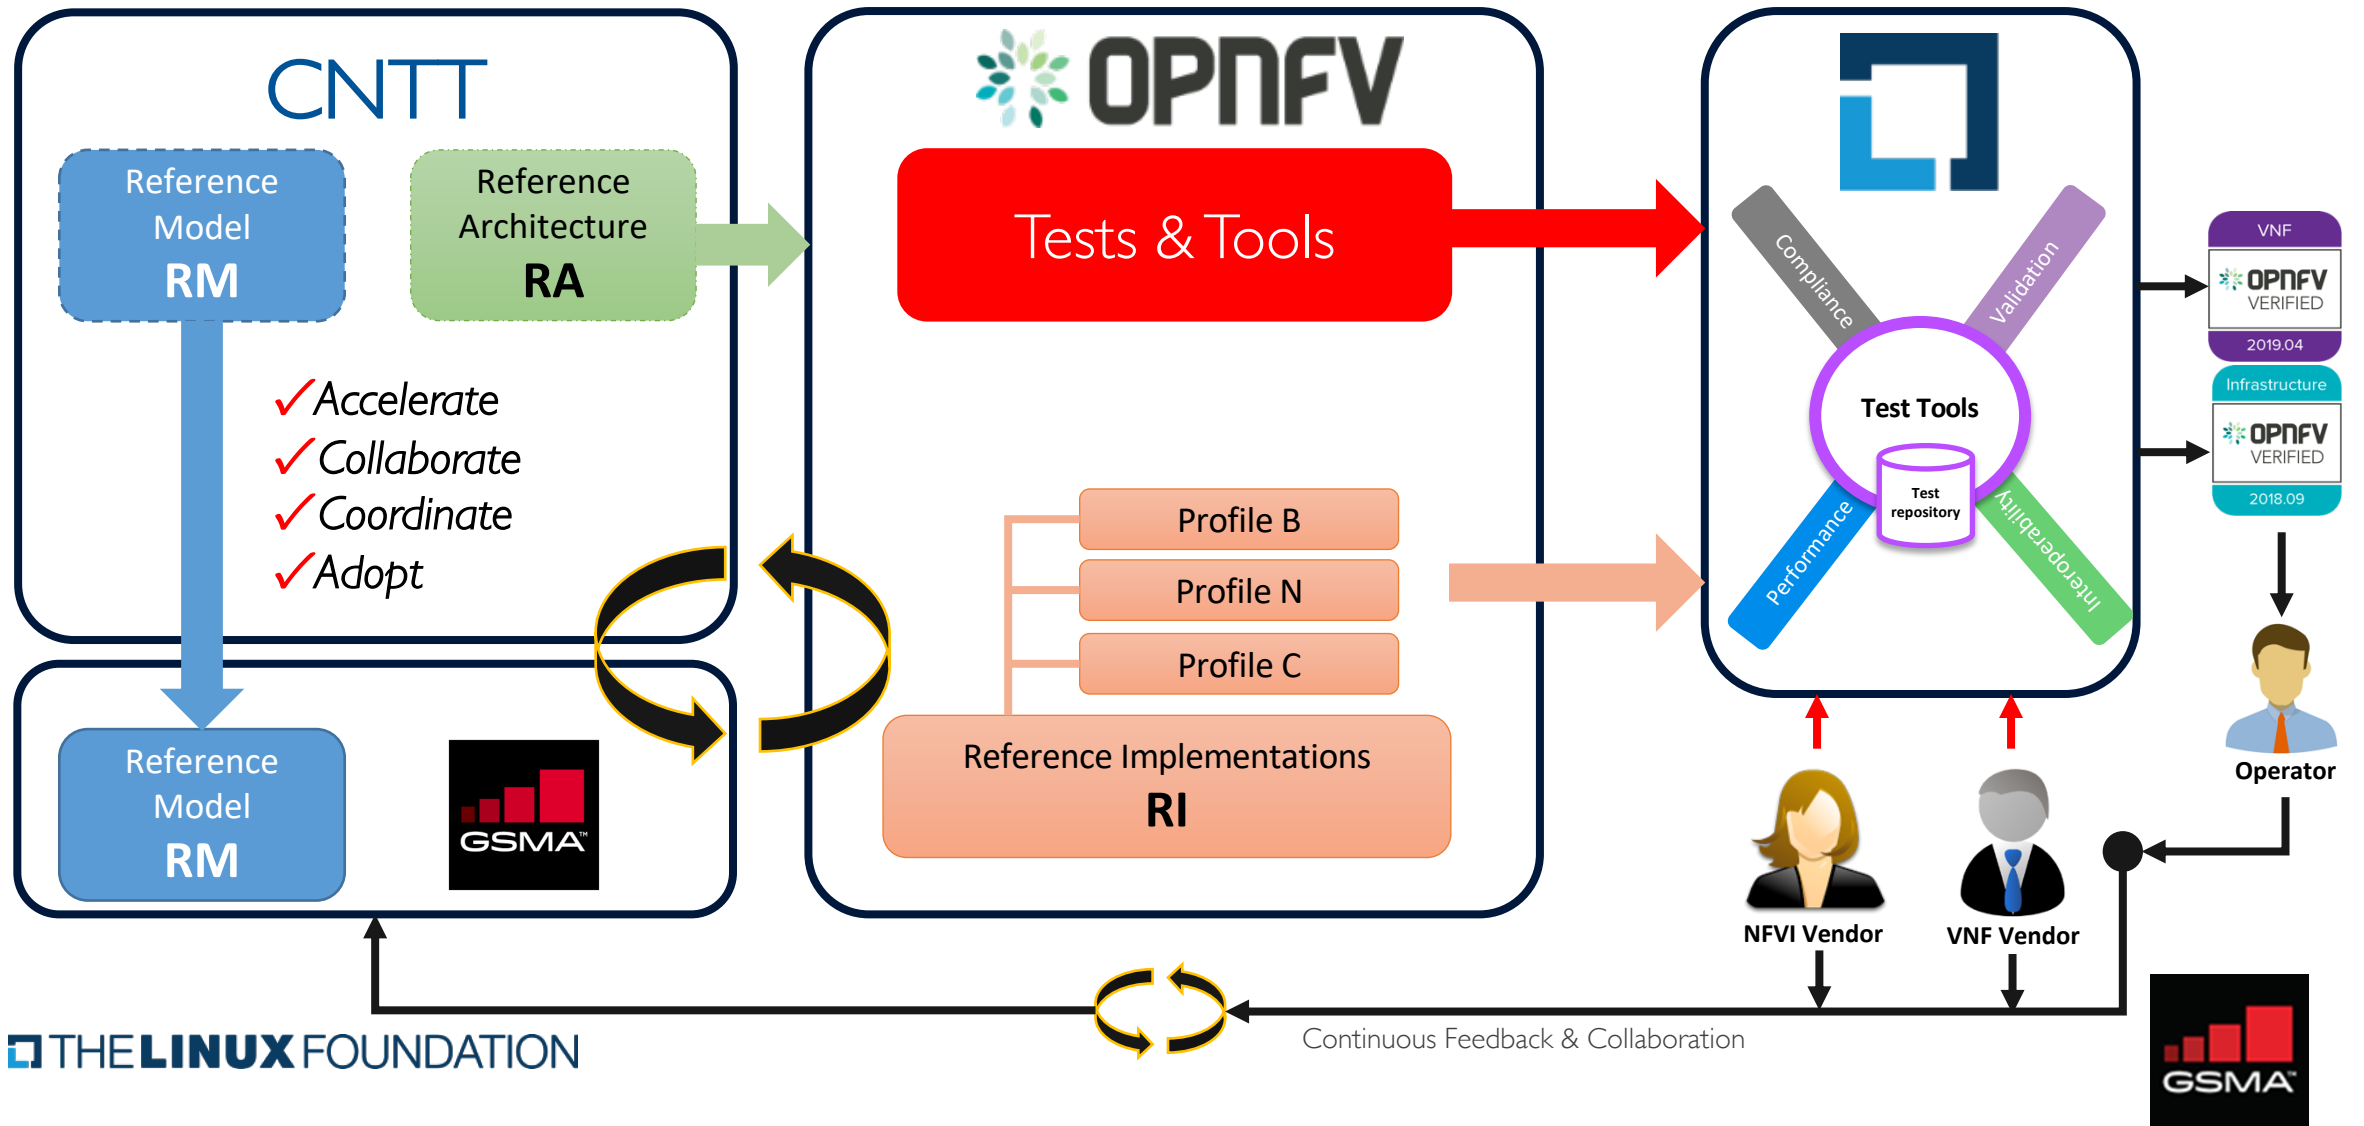 CNTT
Reference
Model
RM
Reference
Architecture
RA
✓Accelerate
✓Collaborate
✓Coordinate
✓Adopt
Reference
Model
RM
GSMA™
OPNFV
Tests & Tools
Profile B
Profile N
Profile C
Reference Implementations
RI
Compliance
Validation
Test Tools
Test
repository
Performance
Interoperability
VNF
OPNFV
VERIFIED
2019.04
Infrastructure
OPNFV
VERIFIED
2018.09
Operator
NFVI Vendor
VNF Vendor
Continuous Feedback & Collaboration
THE LINUX FOUNDATION
GSMA™